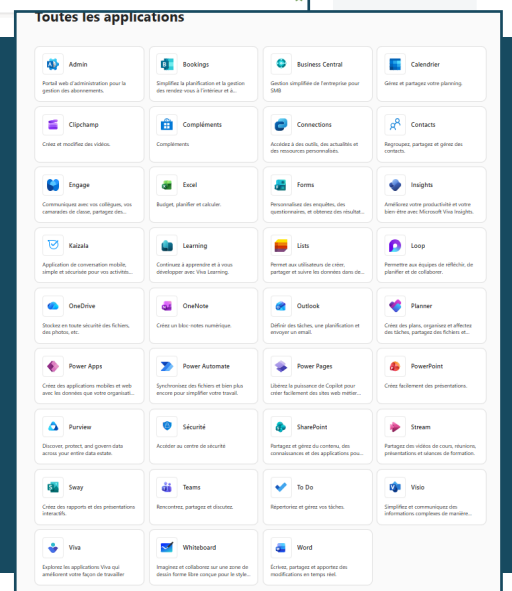 Toutes les applications
Admin
Portail web d'administration pour la
gestion des abonnements.
Bookings
Simplifiez la planification et la gestion
des rendez-vous à l'intérieur et à...
Business Central
Gestion simplifiée de l'entreprise pour
SMB
Calendrier
Gérez et partagez votre planning.
Clipchamp
Créez et modifiez des vidéos.
Compléments
Compléments
Connections
Accédez à des outils, des actualités et
des ressources personnalisés.
Contacts
Regroupez, partagez et gérez des
contacts.
Engage
Communiquez avec vos collègues, vos
camarades de classe, partagez des...
Excel
Budget, planifier et calculer.
Forms
Personnalisez des enquêtes, des
questionnaires, et obtenez des résultat...
Insights
Améliorez votre productivité et votre
bien-être avec Microsoft Viva Insights.
Kaizala
Application de conversation mobile,
simple et sécurisée pour vos activités...
Learning
Continuez à apprendre et à vous
développer avec Viva Learning.
Lists
Permet aux utilisateurs de créer,
partager et suivre les données dans de...
Loop
Permettre aux équipes de réfléchir, de
planifier et de collaborer.
OneDrive
Stockez en toute sécurité des fichiers,
des photos, etc.
OneNote
Créez un bloc-notes numérique.
Outlook
Définir des tâches, une planification et
envoyer un email.
Planner
Créez des plans, organisez et affectez
des tâches, partagez des fichiers et...
Power Apps
Créez des applications mobiles et web
avec les données que votre organisati...
Power Automate
Synchronisez des fichiers et bien plus
encore pour simplifier votre travail.
Power Pages
Libérez la puissance de Copilot pour
créer facilement des sites web métier...
PowerPoint
Créez facilement des présentations.
Purview
Discover, protect, and govern data
across your entire data estate.
Sécurité
Accéder au centre de sécurité
SharePoint
Partagez et gérez du contenu, des
connaissances et des applications pou...
Stream
Partagez des vidéos de cours, réunions,
présentations et séances de formation.
Sway
Créez des rapports et des présentations
interactifs.
Teams
Rencontrez, partagez et discutez.
To Do
Répertoriez et gérez vos tâches.
Visio
Simplifiez et communiquez des
informations complexes de manière...
Viva
Explorez les applications Viva qui
améliorent votre façon de travailler
Whiteboard
Imaginez et collaborez sur une zone de
dessin forme libre conçue pour le style...
Word
Écrivez, partagez et apportez des
modifications en temps réel.